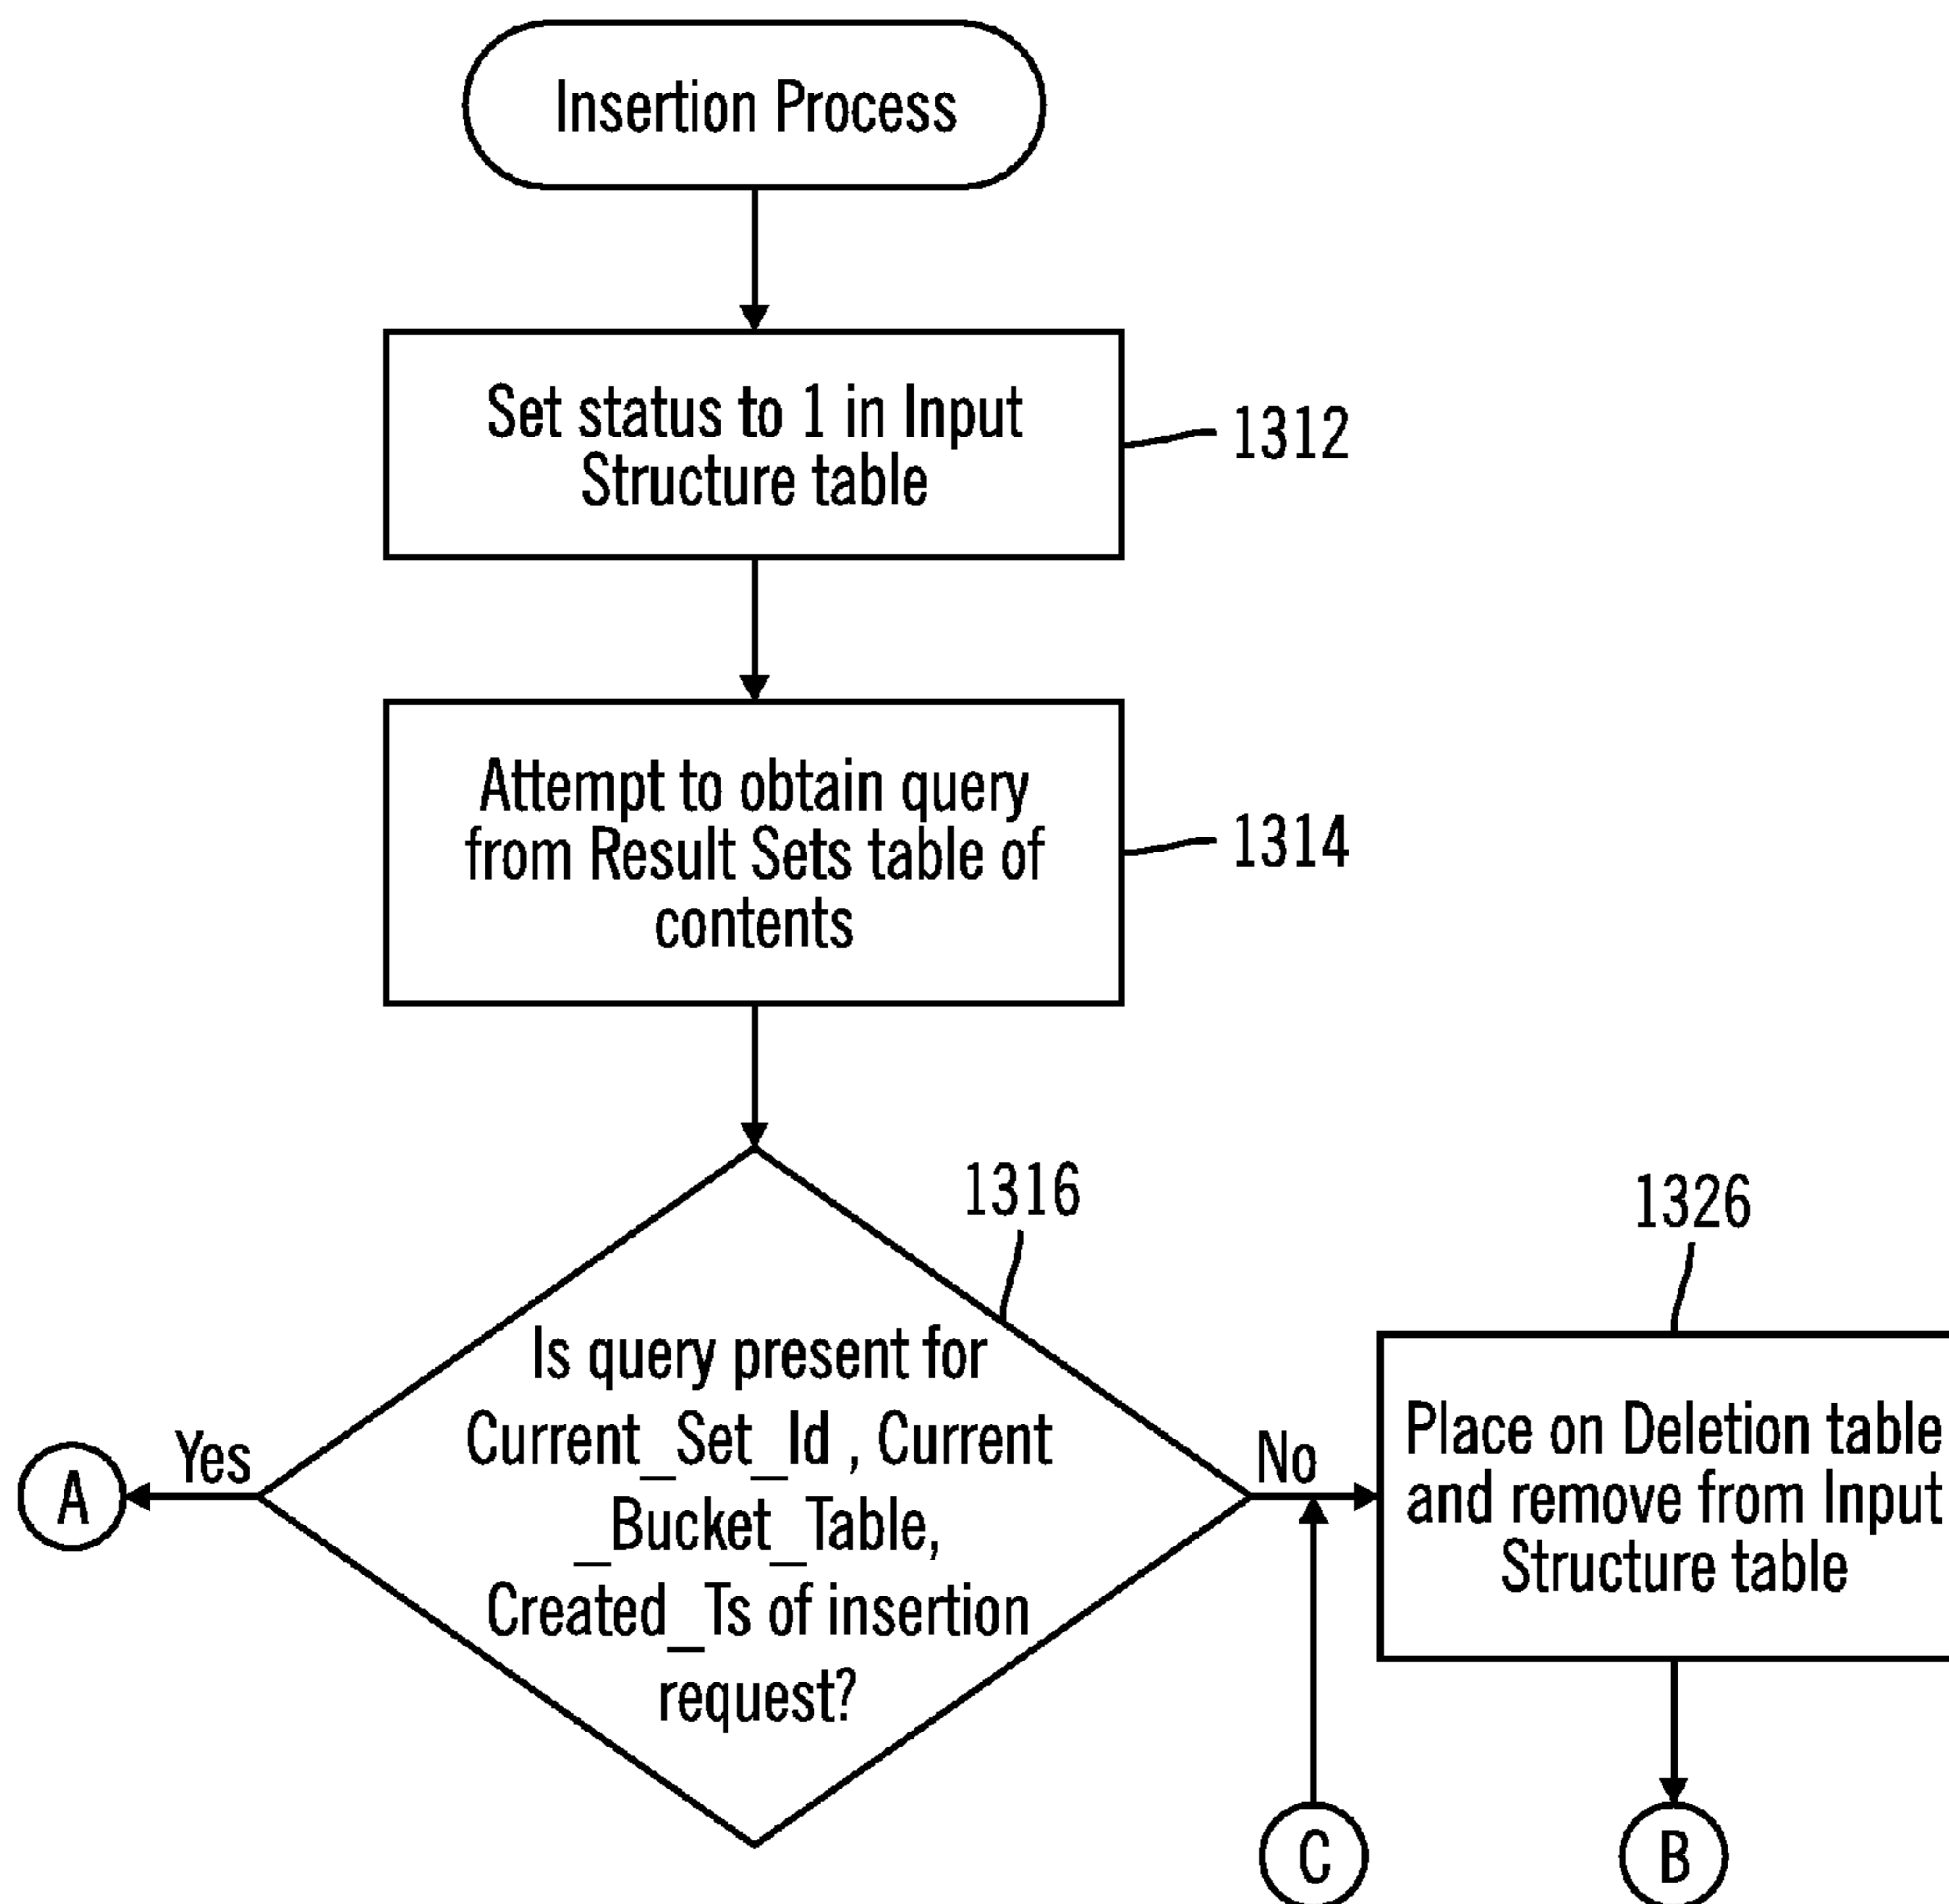 Insertion Process
Set status to 1 in Input
Structure table
1312
Attempt to obtain query
from Result Sets table of
contents
1314
1316
Is query present for
Current_Set_Id , Current
_Bucket_Table,
Created_Ts of insertion
request?
Yes
A
No
1326
Place on Deletion table
and remove from Input
Structure table
C
B